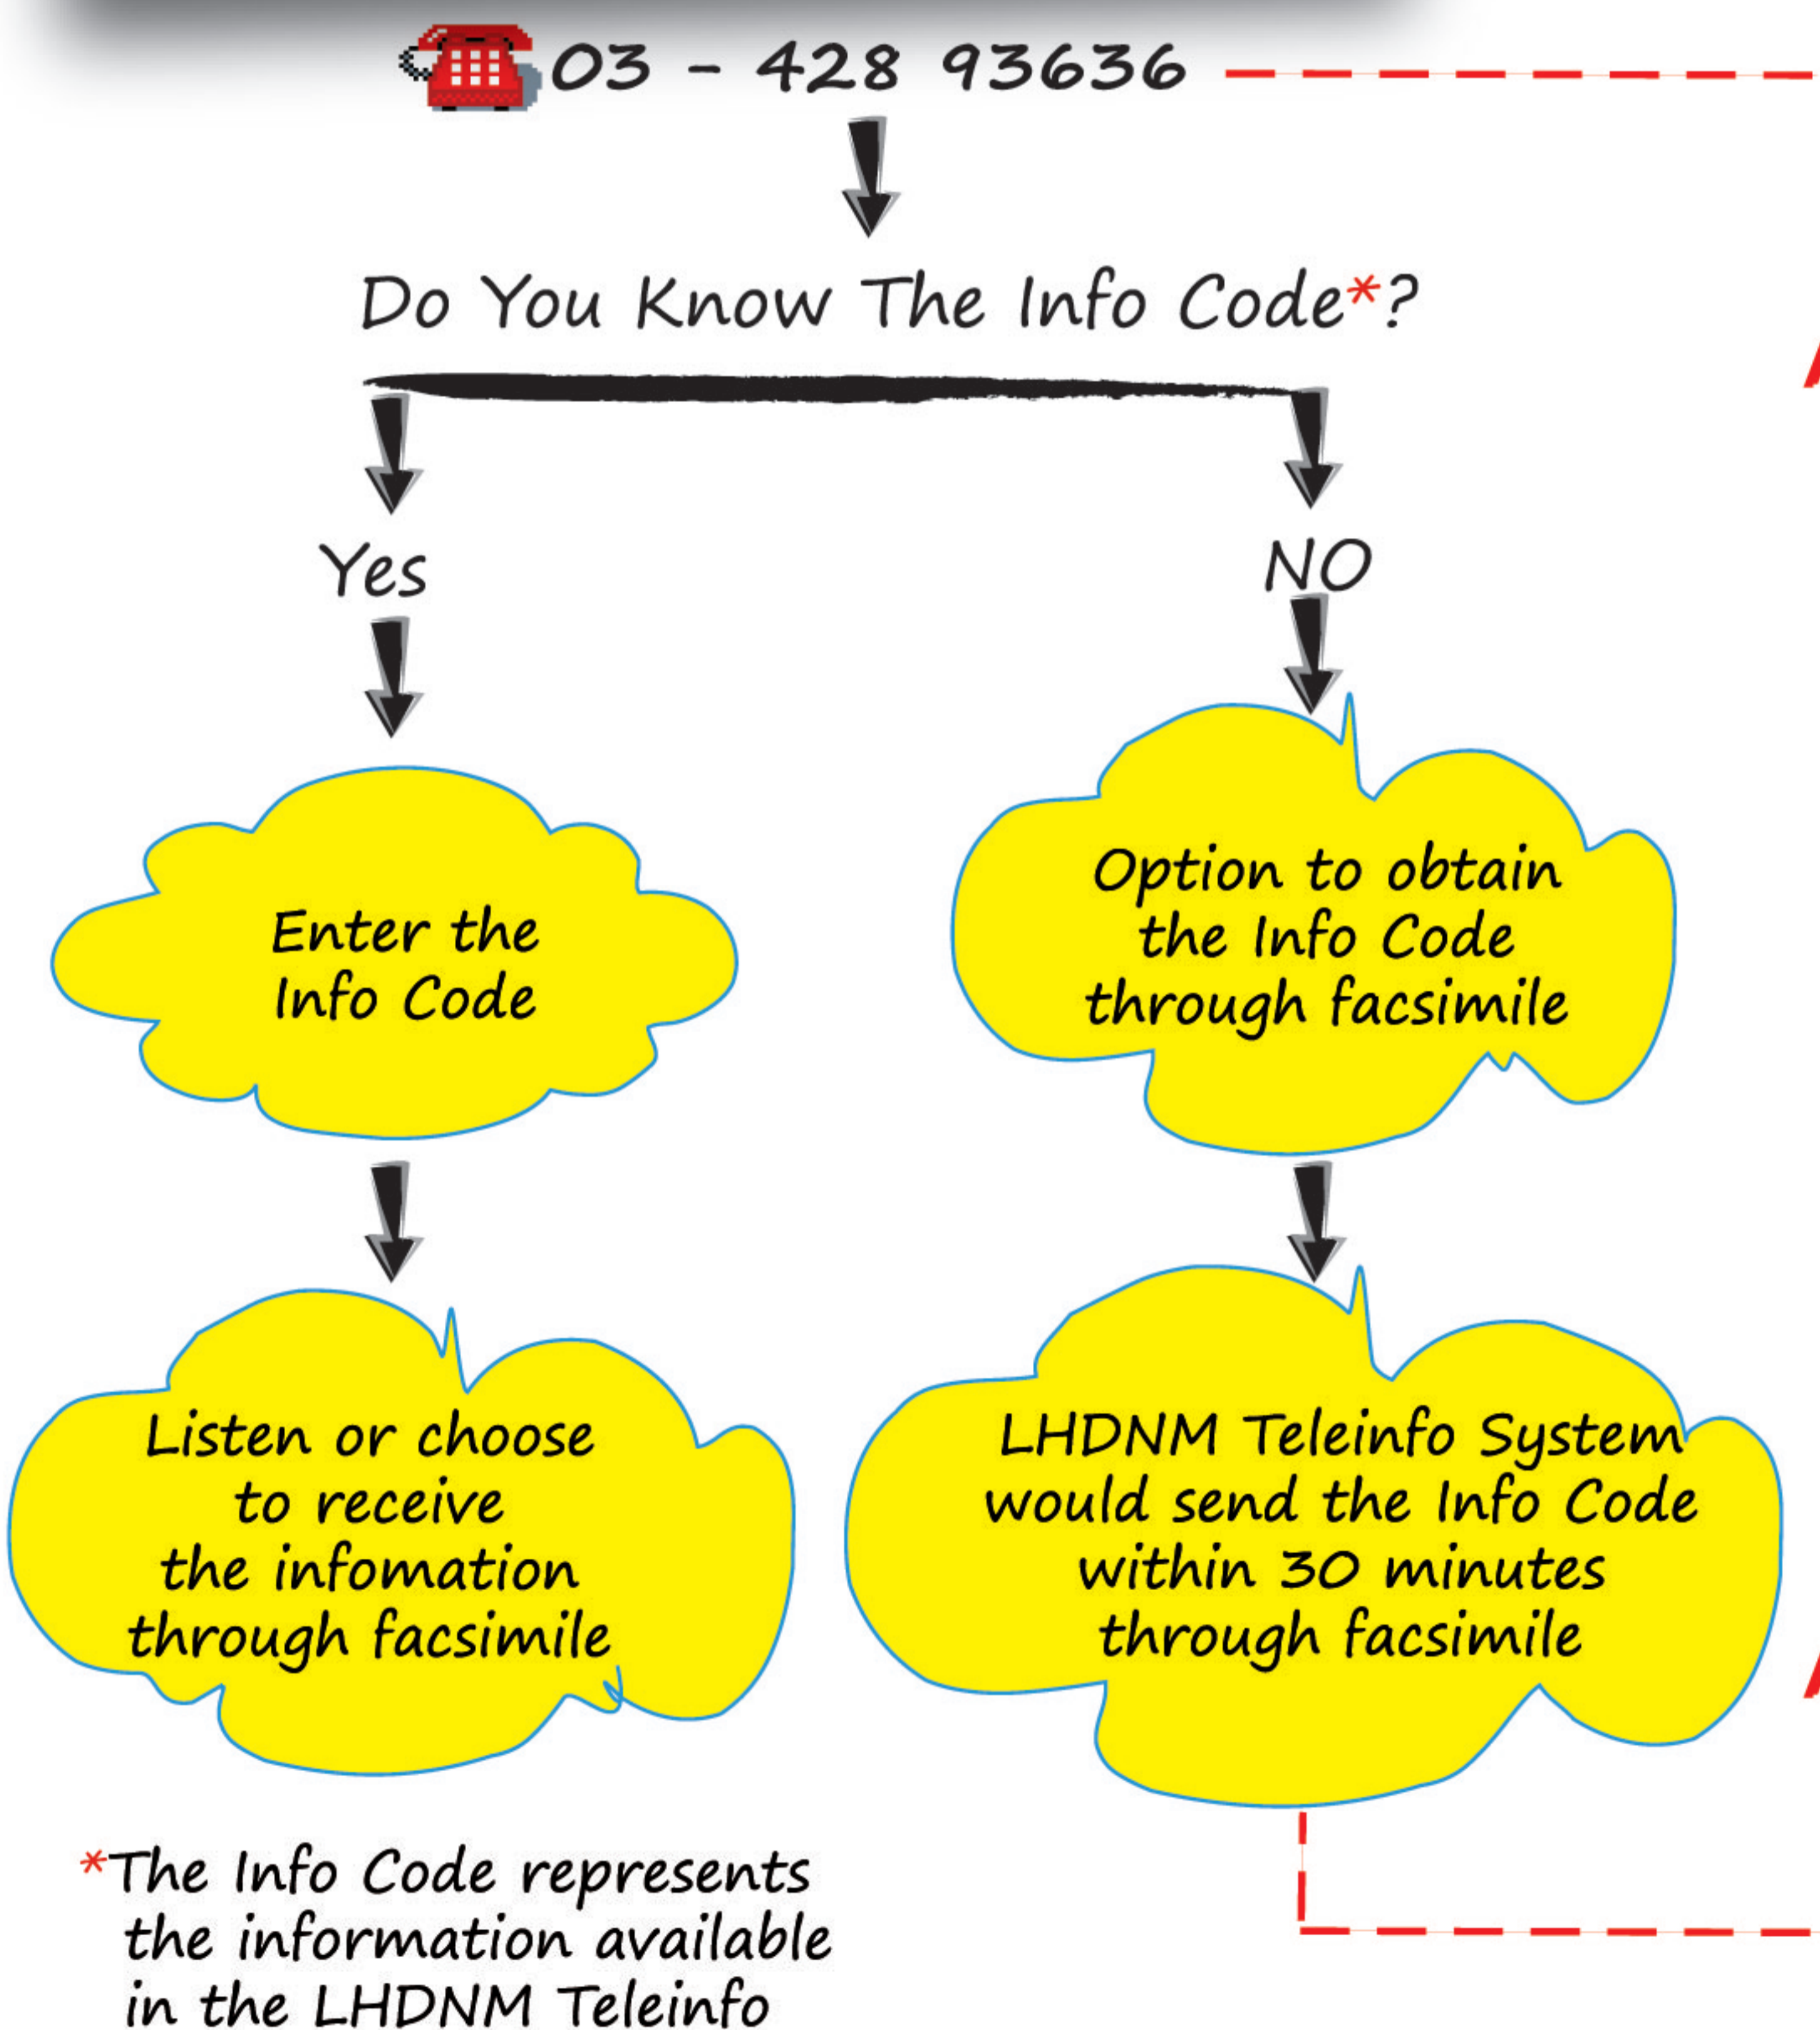 03 - 428 93636
Do You Know The Info Code*?
Yes
NO
Enter the
Info Code
Option to obtain
the Info Code
through facsimile
Listen or choose
to receive
the infomation
through facsimile
LHDNM Teleinfo System
would send the Info Code
within 30 minutes
through facsimile
*The Info Code represents
the information available
in the LHDNM Teleinfo